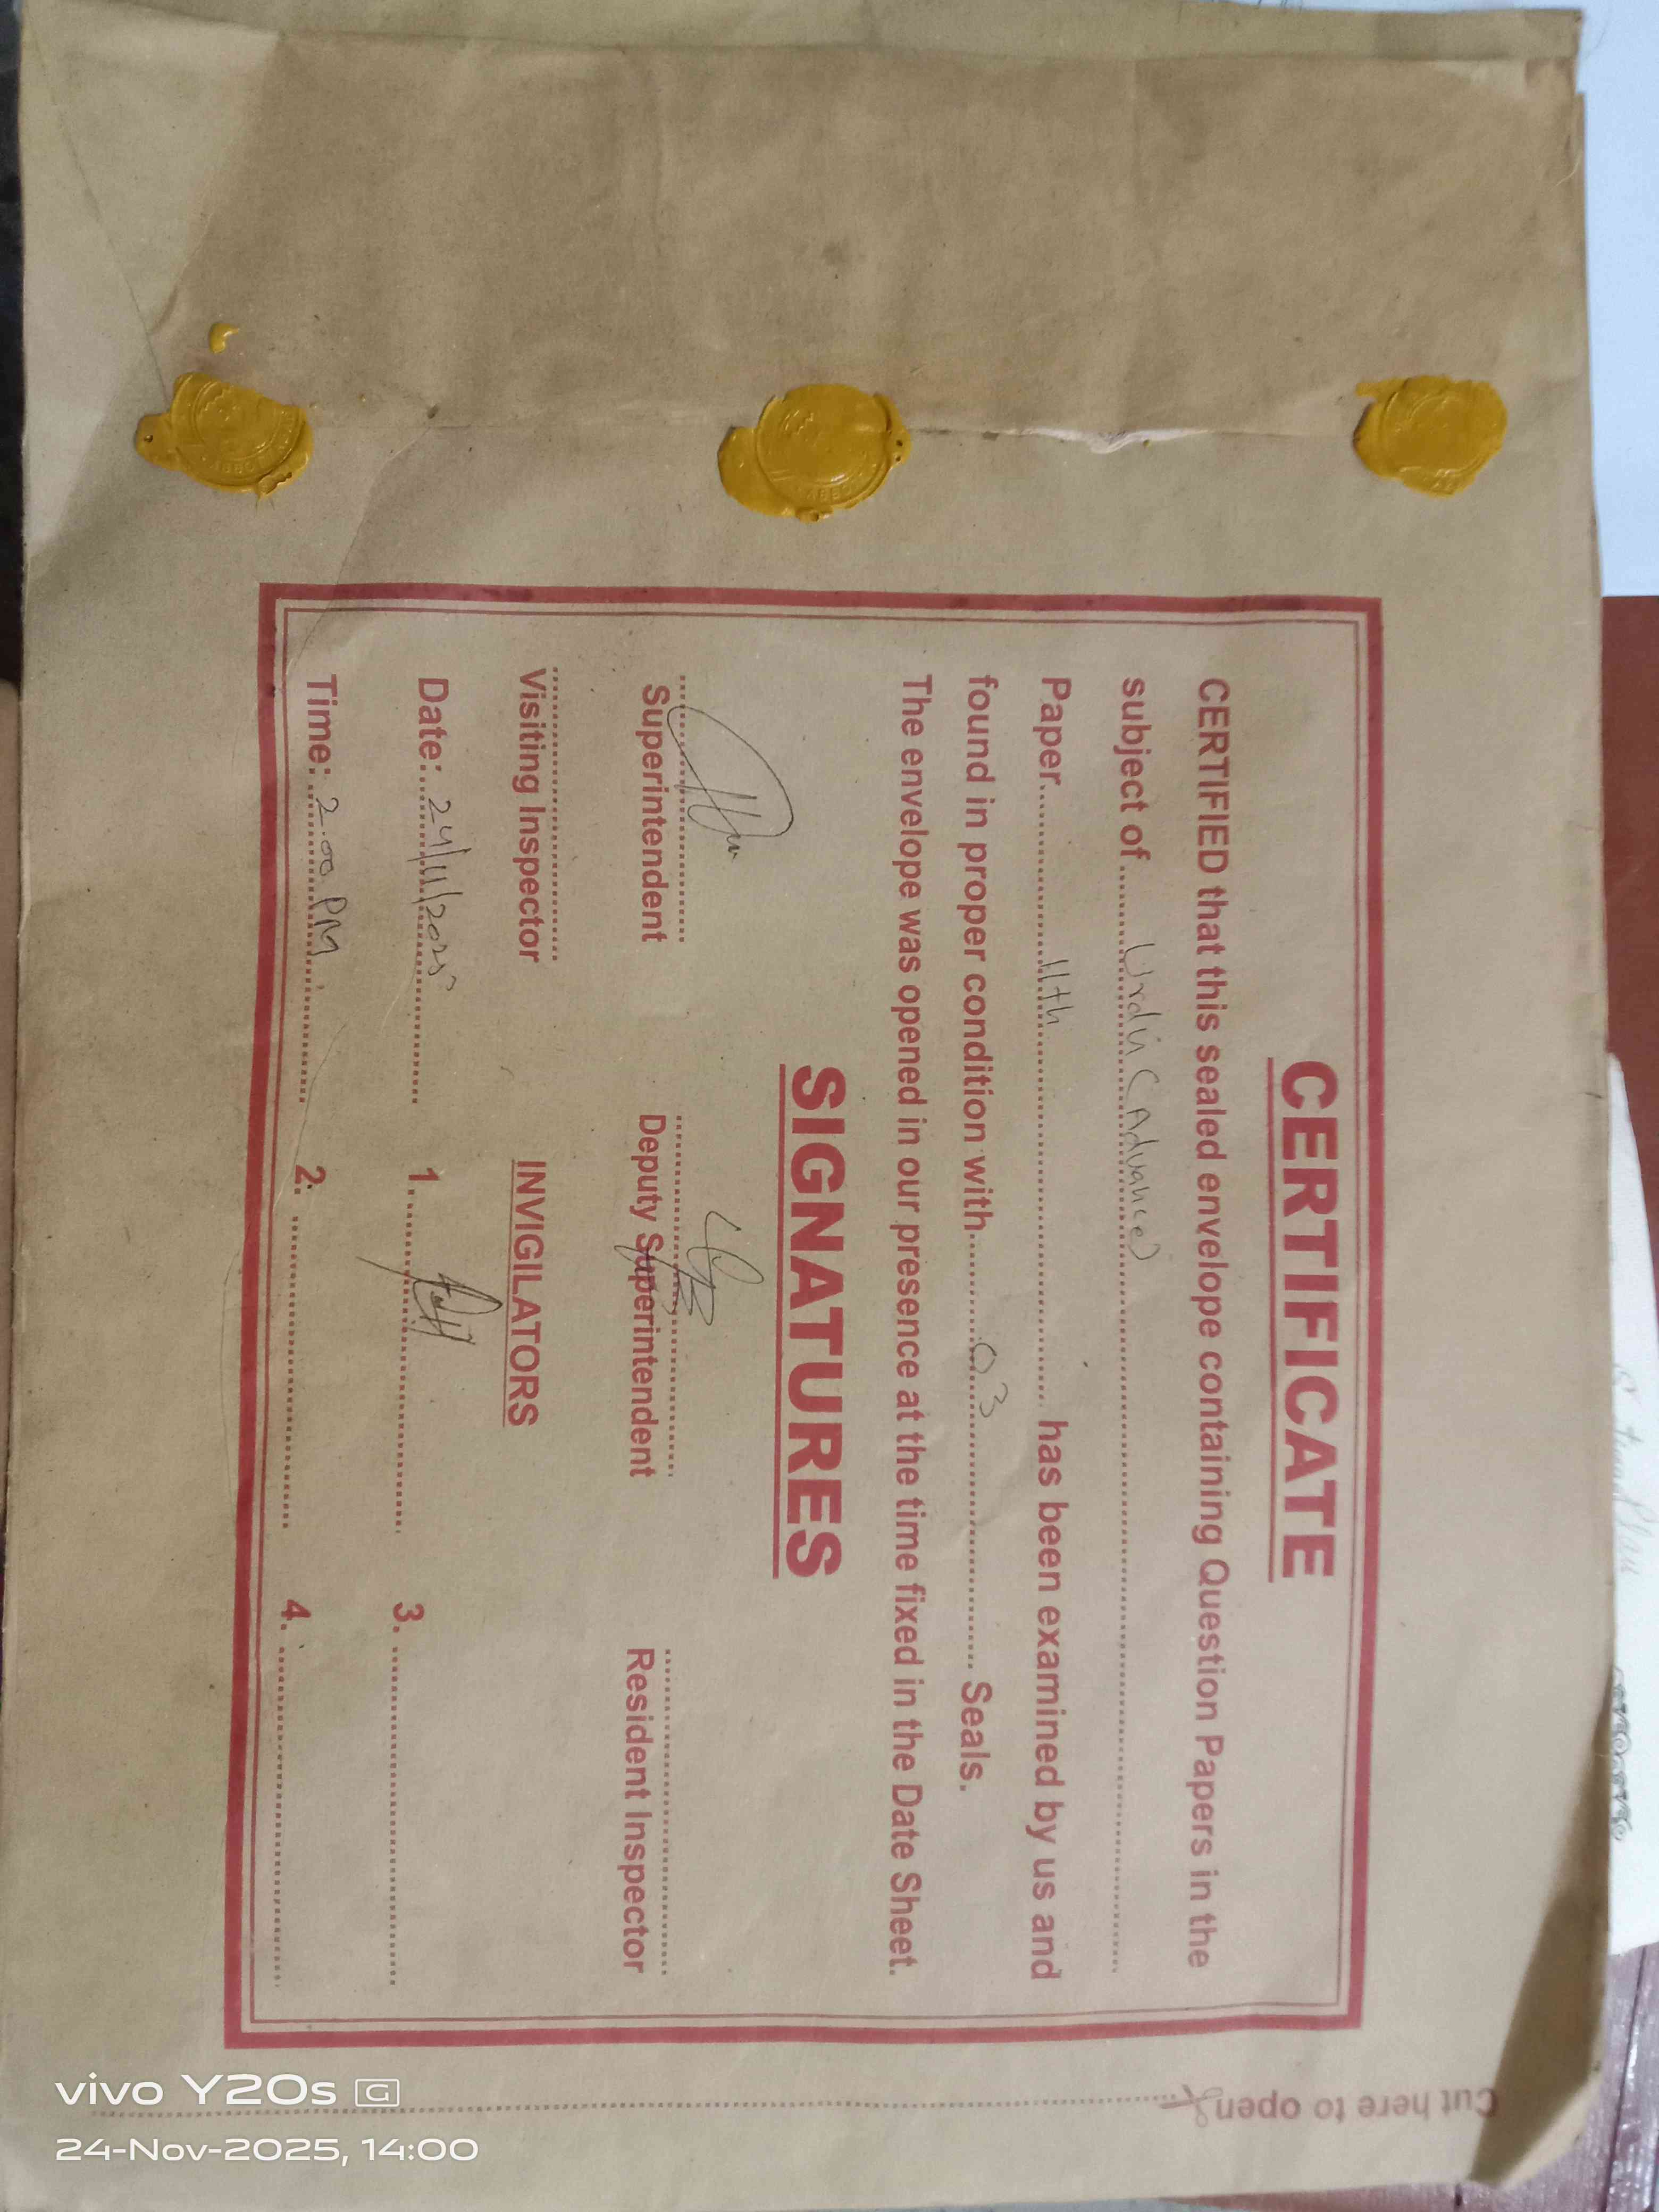 CERTIFICATE
CERTIFIED that this sealed envelope containing Question Papers in the
subject of........Urdu (Advance)........
Paper........11th........ has been examined by us and
found in proper condition with........03........ Seals.
The envelope was opened in our presence at the time fixed in the Date Sheet.
SIGNATURES
Superintendent Deputy Superintendent Resident Inspector
Visiting Inspector INVIGILATORS
Date:..24/11/2025........ 1. 3.
Time:..2.00 PM........ 2. 4.
Cut here to open
vivo Y20s G
24-Nov-2025, 14:00